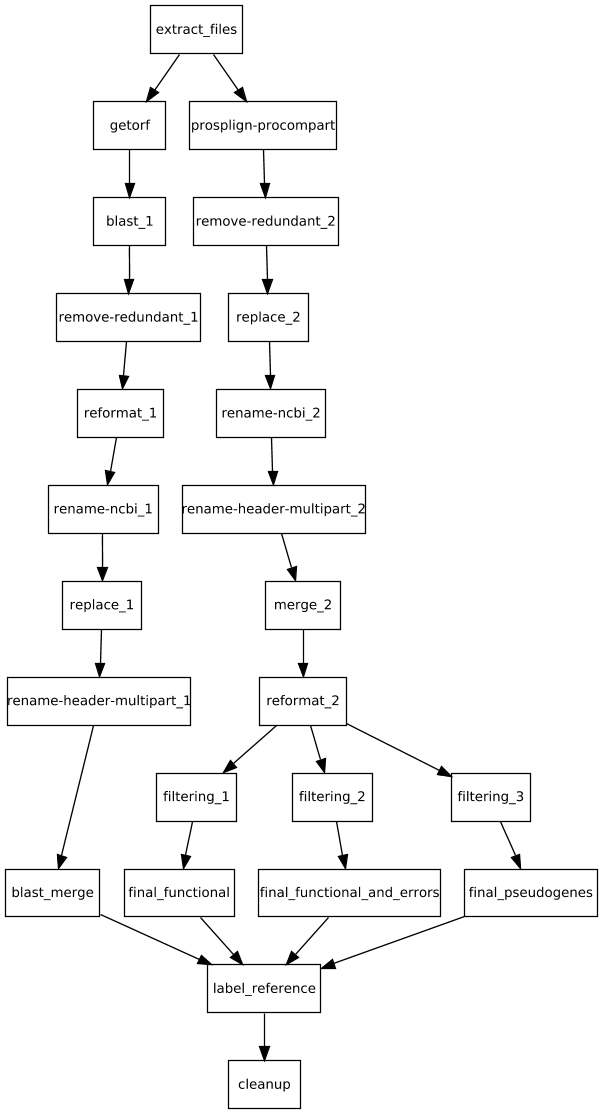 extract_files
getorf
prosplign-procompart
blast_1
remove-redundant_2
remove-redundant_1
replace_2
reformat_1
rename-ncbi_2
rename-ncbi_1
rename-header-multipart_2
replace_1
merge_2
rename-header-multipart_1
reformat_2
filtering_1
filtering_2
filtering_3
blast_merge
final_functional
final_functional_and_errors
final_pseudogenes
label_reference
cleanup